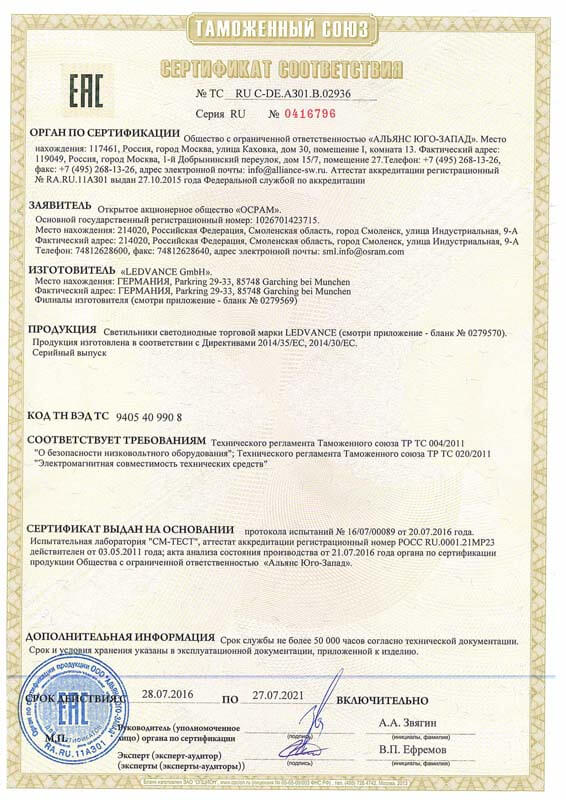 ТАМОЖЕННЫЙ СОЮЗ
СЕРТИФИКАТ СООТВЕТСТВИЯ
ЕАС
№ ТС RU C-DE.АЗ01.В.02936
Серия RU № 0416796
ОРГАН ПО СЕРТИФИКАЦИИ Общество с ограниченной ответственностью «АЛЬЯНС ЮГО-ЗАПАД». Место
нахождения: 117461, Россия, город Москва, улица Каховка, дом 30, помещение I, комната 13. Фактический адрес:
119049, Россия, город Москва, 1-й Добрынинский переулок, дом 15/7, помещение 27.Телефон: +7 (495) 268-13-26,
факс: +7 (495) 268-13-26, адрес электронной почты: info@alliance-sw.ru. Аттестат аккредитации регистрационный
№ RA.RU.11АЗ01 выдан 27.10.2015 года Федеральной службой по аккредитации
ЗАЯВИТЕЛЬ Открытое акционерное общество «ОСРАМ».
Основной государственный регистрационный номер: 1026701423715.
Место нахождения: 214020, Российская Федерация, Смоленская область, город Смоленск, улица Индустриальная, 9-А
Фактический адрес: 214020, Российская Федерация, Смоленская область, город Смоленск, улица Индустриальная, 9-А
Телефон: 74812628600, факс: 74812628600, адрес электронной почты: sml.info@osram.com
ИЗГОТОВИТЕЛЬ «LEDVANCE GmbH».
Место нахождения: ГЕРМАНИЯ, Parkring 29-33, 85748 Garching bei Munchen
Фактический адрес: ГЕРМАНИЯ, Parkring 29-33, 85748 Garching bei Munchen
Филиалы изготовителя (смотри приложение - бланк № 0279569)
ПРОДУКЦИЯ Светильники светодиодные торговой марки LEDVANCE (смотри приложение - бланк № 0279570).
Продукция изготовлена в соответствии с Директивами 2014/35/ЕС, 2014/30/ЕС.
Серийный выпуск
КОД ТН ВЭД ТС 9405 40 990 8
СООТВЕТСТВУЕТ ТРЕБОВАНИЯМ Технического регламента Таможенного союза ТР ТС 004/2011
"О безопасности низковольтного оборудования"; Технического регламента Таможенного союза ТР ТС 020/2011
"Электромагнитная совместимость технических средств"
СЕРТИФИКАТ ВЫДАН НА ОСНОВАНИИ протокола испытаний № 16/07/00089 от 20.07.2016 года.
Испытательная лаборатория "СМ-ТЕСТ", аттестат аккредитации регистрационный номер РОСС RU.0001.21МР23
действителен от 03.05.2011 года; акта анализа состояния производства от 21.07.2016 года органа по сертификации
продукции Общества с ограниченной ответственностью «Альянс Юго-Запад».
ДОПОЛНИТЕЛЬНАЯ ИНФОРМАЦИЯ Срок службы не более 50 000 часов согласно технической документации.
Срок и условия хранения указаны в эксплуатационной документации, приложенной к изделию.
СРОК ДЕЙСТВИЯ С 28.07.2016 ПО 27.07.2021 ВКЛЮЧИТЕЛЬНО
ЕАС
RA.RU.11АЗ01
М.П.
Руководитель (уполномоченное
лицо) органа по сертификации
(подпись)
А.А. Звягин
(инициалы, фамилия)
Эксперт (эксперт-аудитор)
(эксперты (эксперты-аудиторы))
(подпись)
В.П. Ефремов
(инициалы, фамилия)